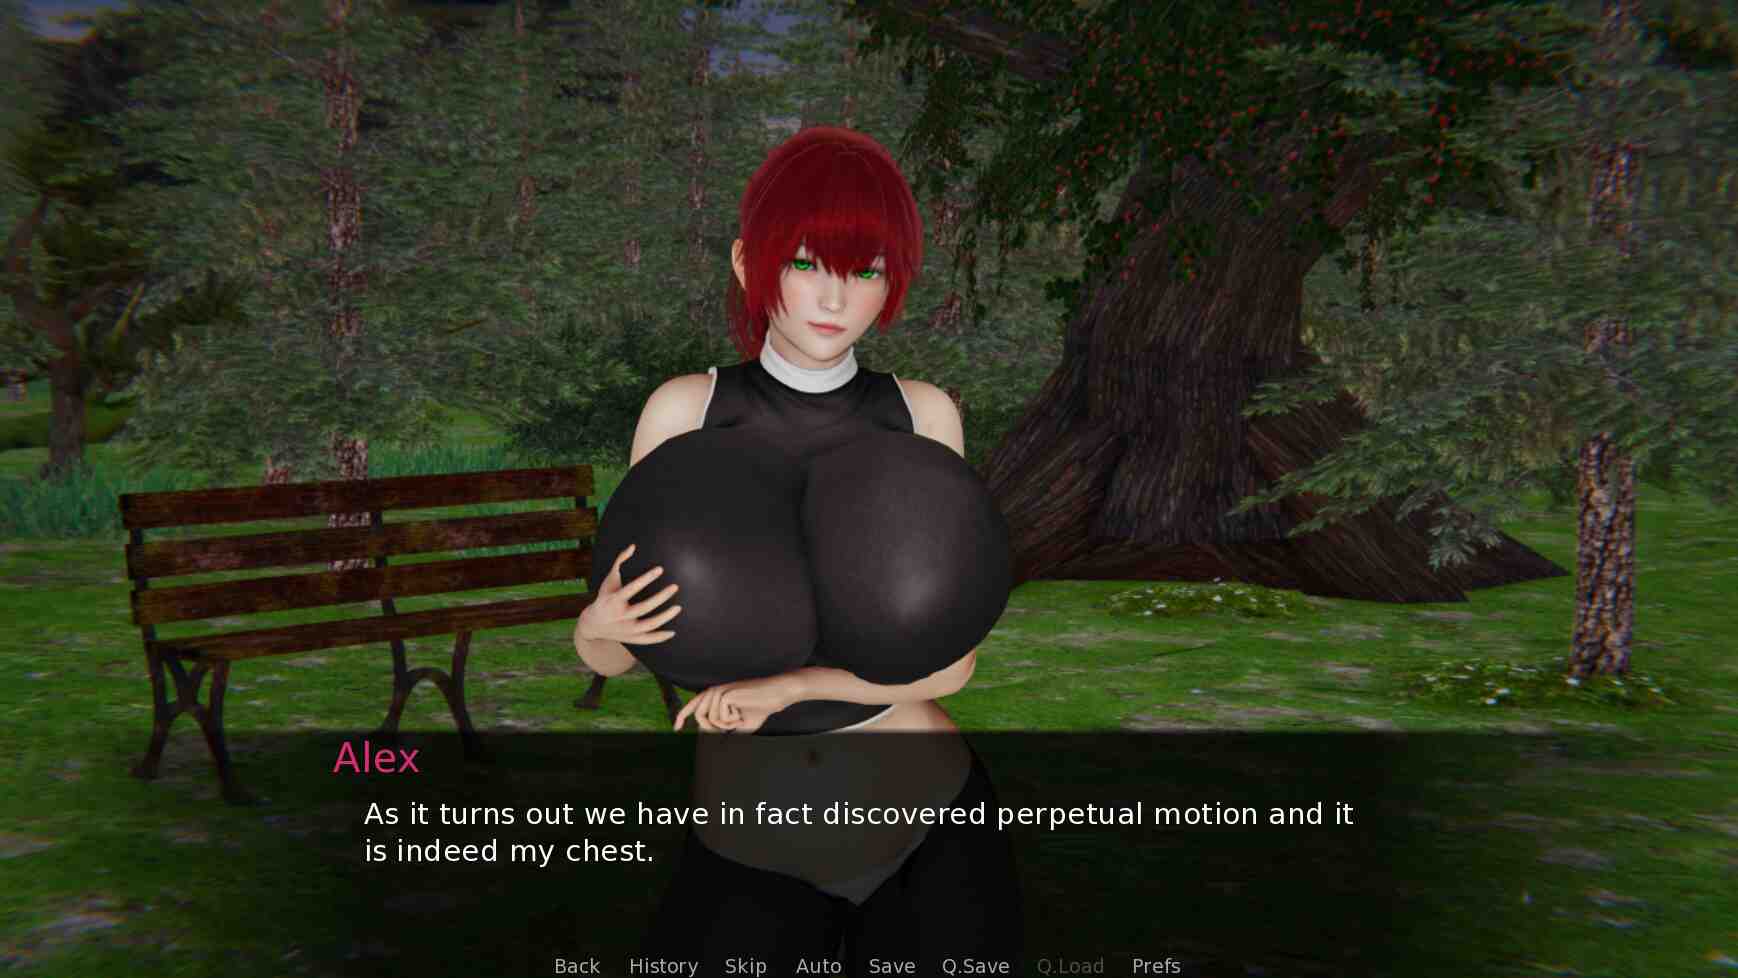 Alex
As it turns out we have in fact discovered perpetual motion and it
is indeed my chest.
Back History Skip Auto Save Q.Save Q.Load Prefs